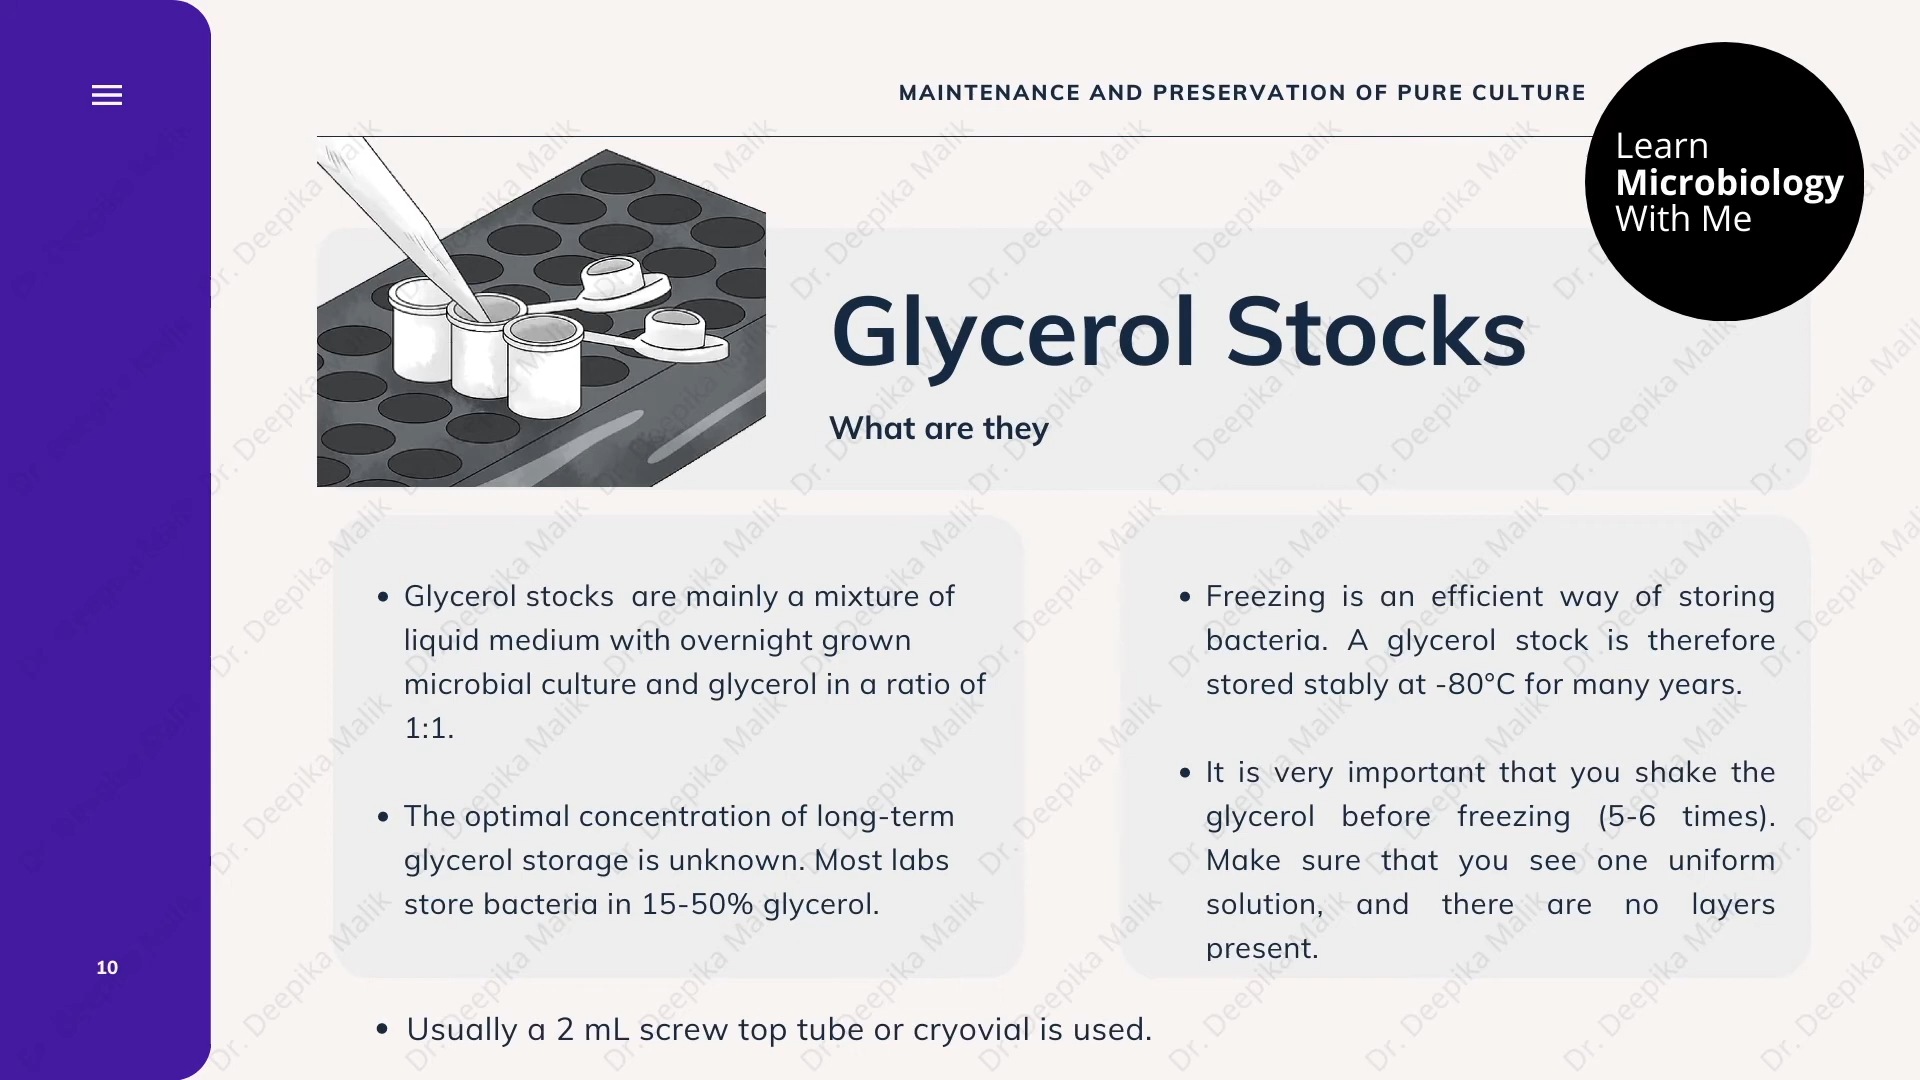 MAINTENANCE AND PRESERVATION OF PURE CULTURE
Learn
Microbiology
With Me
Glycerol Stocks
What are they
• Glycerol stocks are mainly a mixture of
liquid medium with overnight grown
microbial culture and glycerol in a ratio of
1:1.
• The optimal concentration of long-term
glycerol storage is unknown. Most labs
store bacteria in 15-50% glycerol.
• Freezing is an efficient way of storing
bacteria. A glycerol stock is therefore
stored stably at -80°C for many years.
• It is very important that you shake the
glycerol before freezing (5-6 times).
Make sure that you see one uniform
solution, and there are no layers
present.
• Usually a 2 mL screw top tube or cryovial is used.
10
Dr. Deepika Malik